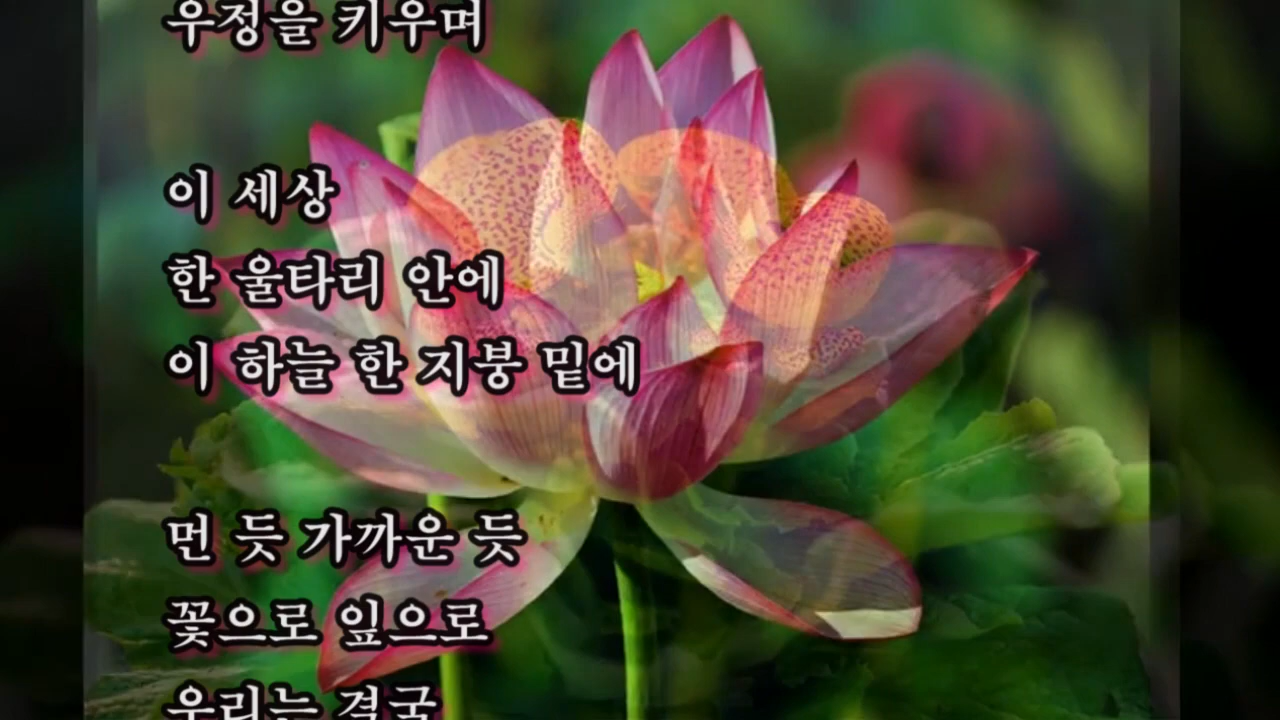 우정을 키우며
이 세상
한 울타리 안에
이 하늘 한 지붕 밑에
먼 듯 가까운 듯
꽃으로 잎으로
우리는 결국